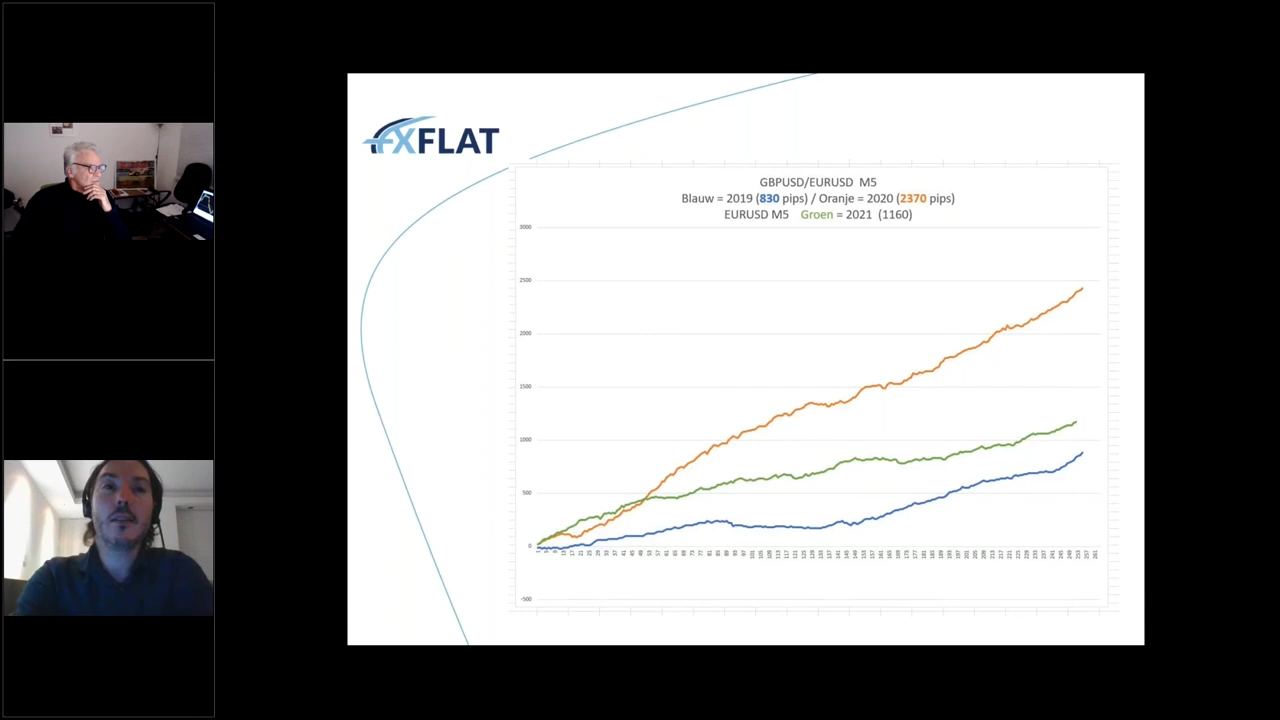 FXFLAT
GBPUSD/EURUSD M5
Blauw = 2019 (830 pips) / Oranje = 2020 (2370 pips)
EURUSD M5 Groen = 2021 (1160)
3000
2500
2000
1500
1000
500
0
-500